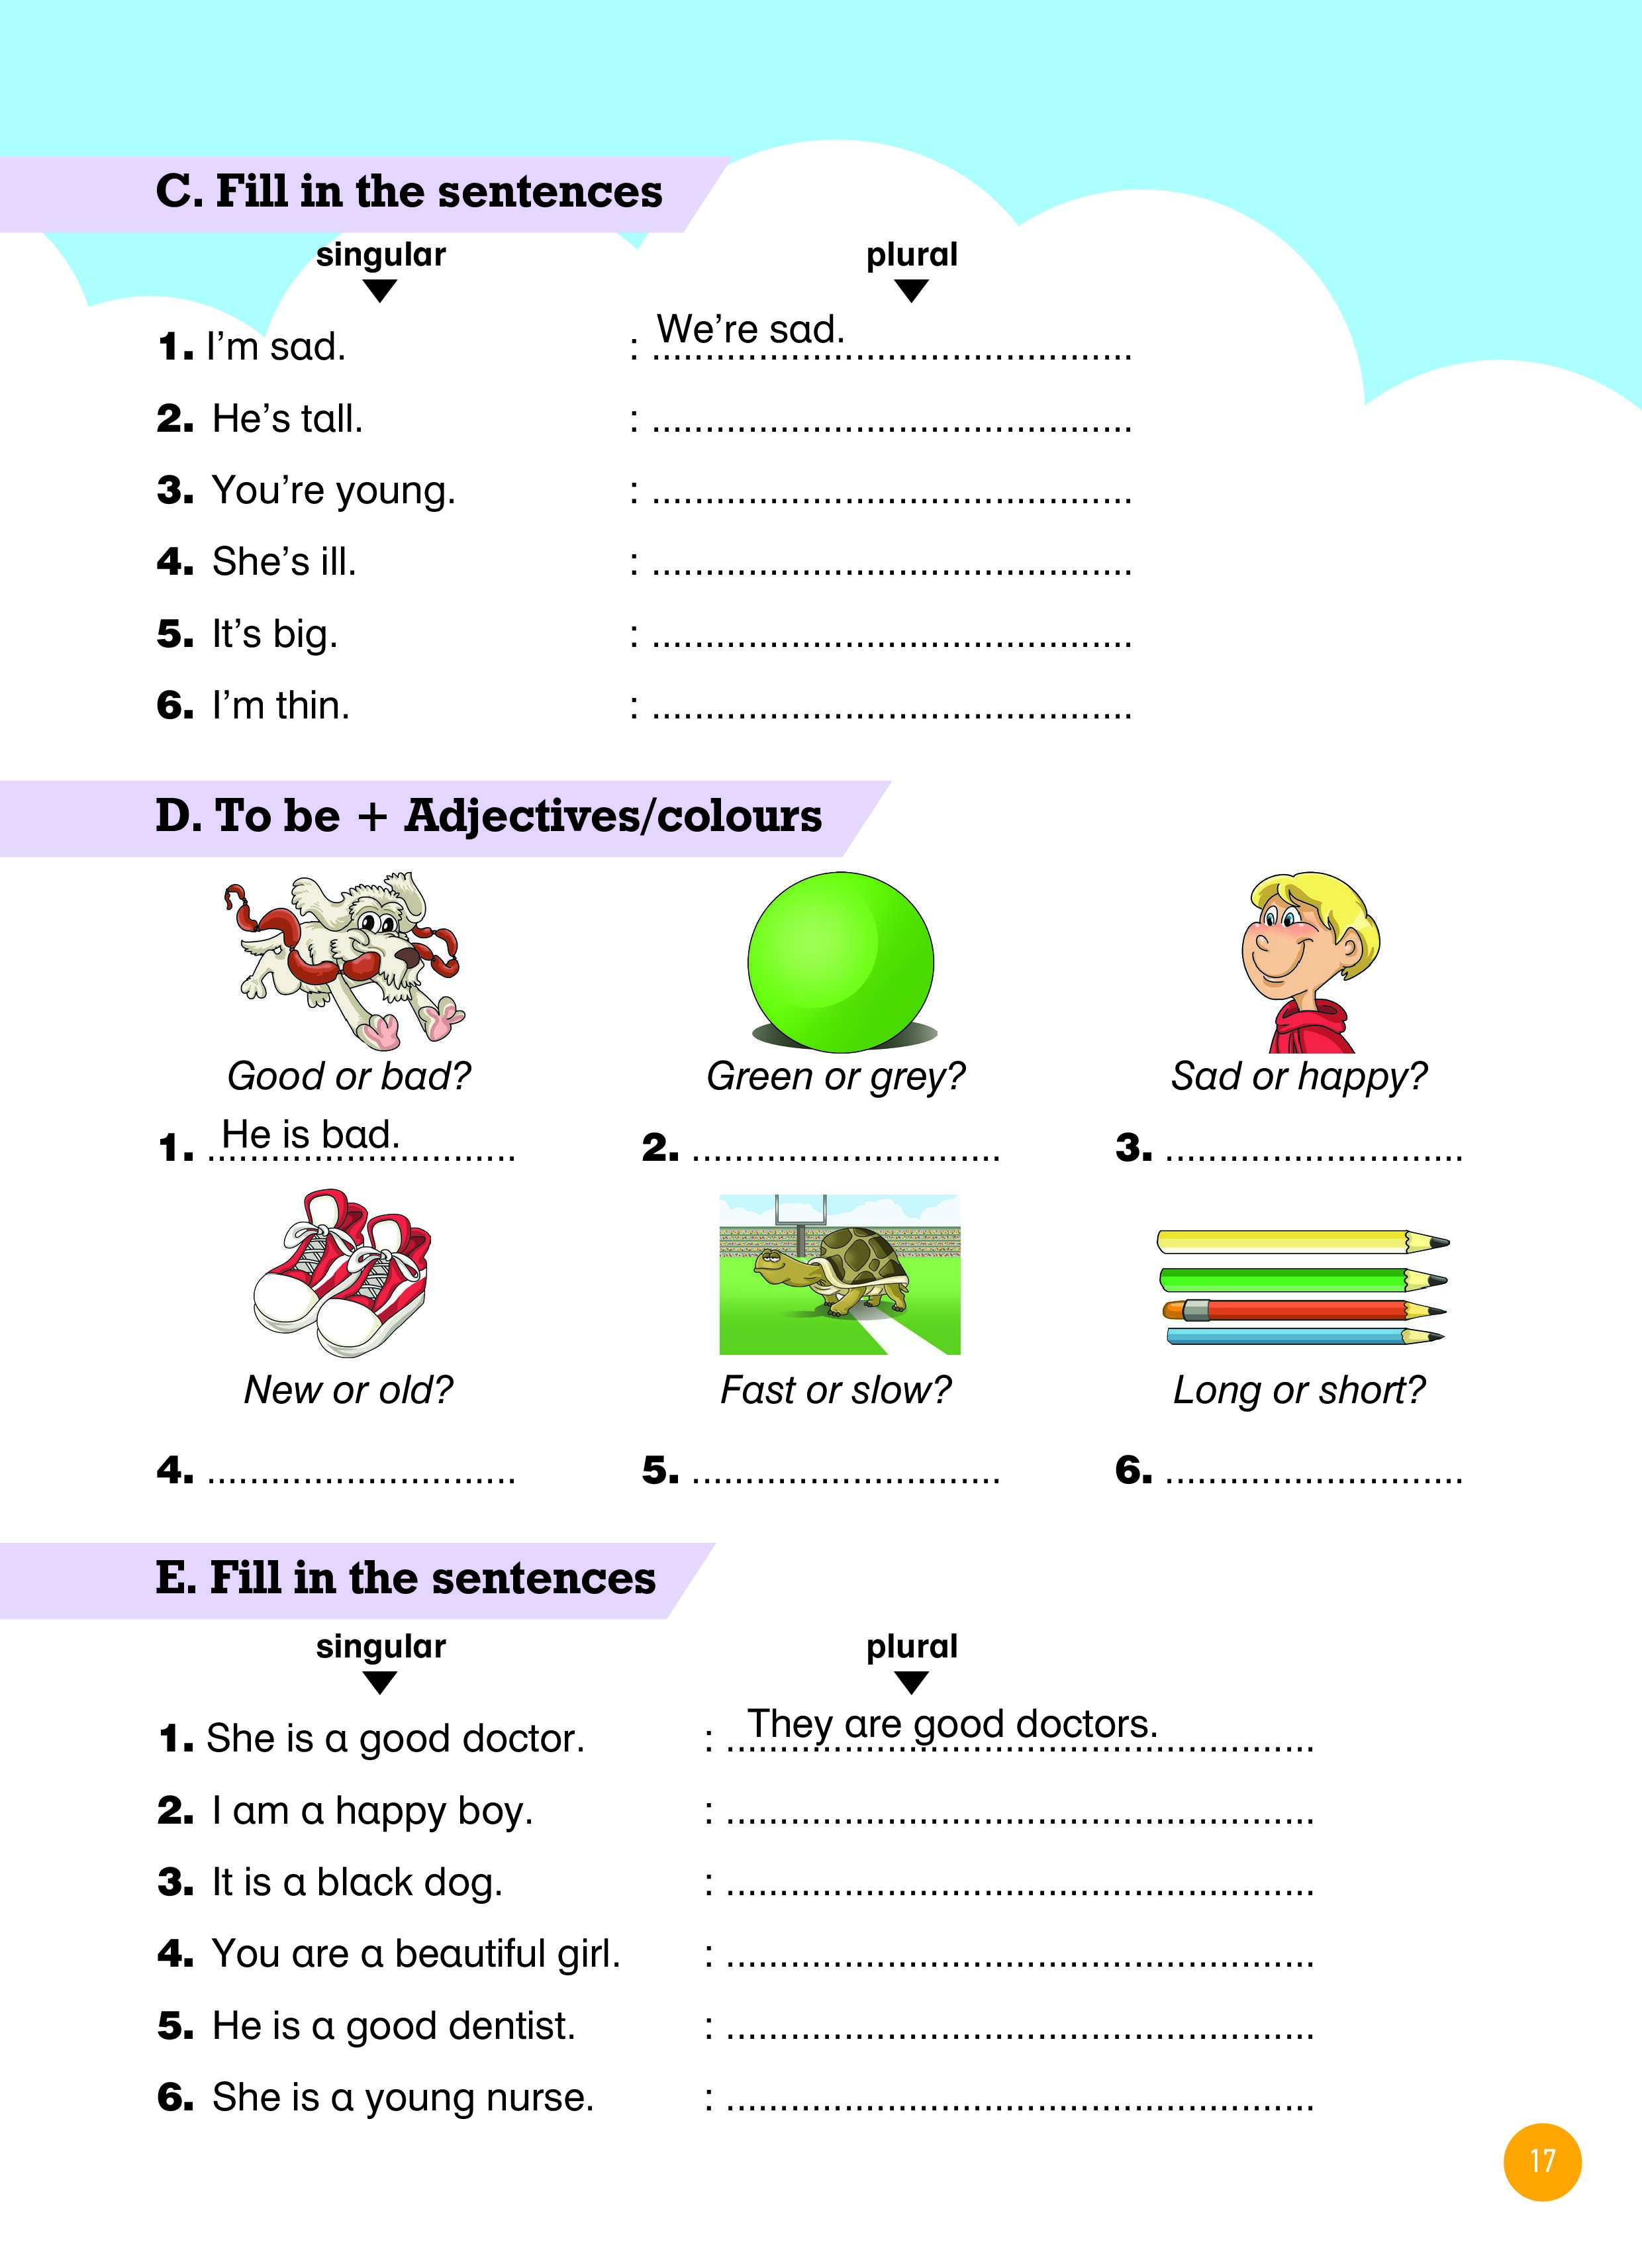 C. Fill in the sentences
singular plural
1. I'm sad. : We're sad. .............................................
2. He's tall. : .............................................
3. You're young. : .............................................
4. She's ill. : .............................................
5. It's big. : .............................................
6. I'm thin. : .............................................
D. To be + Adjectives/colours
Good or bad? Green or grey? Sad or happy?
1. He is bad. ............................. 2. ............................. 3. ............................
New or old? Fast or slow? Long or short?
4. ............................. 5. ............................. 6. ............................
E. Fill in the sentences
singular plural
1. She is a good doctor. : They are good doctors. .......................................................
2. I am a happy boy. : .......................................................
3. It is a black dog. : .......................................................
4. You are a beautiful girl. : .......................................................
5. He is a good dentist. : .......................................................
6. She is a young nurse. : .......................................................
17